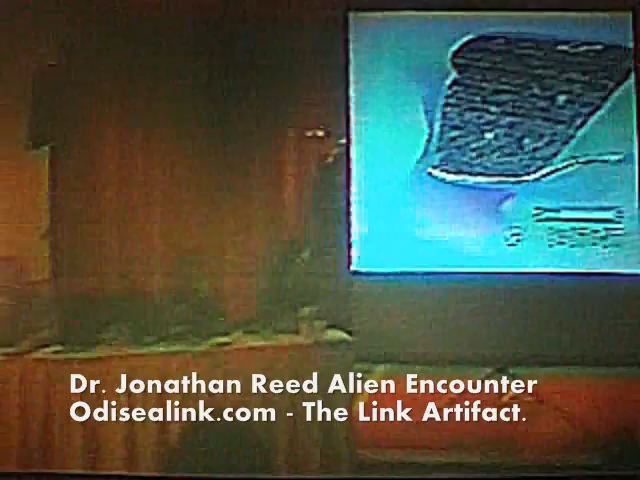 Dr. Jonathan Reed Alien Encounter
Odisealink.com - The Link Artifact.